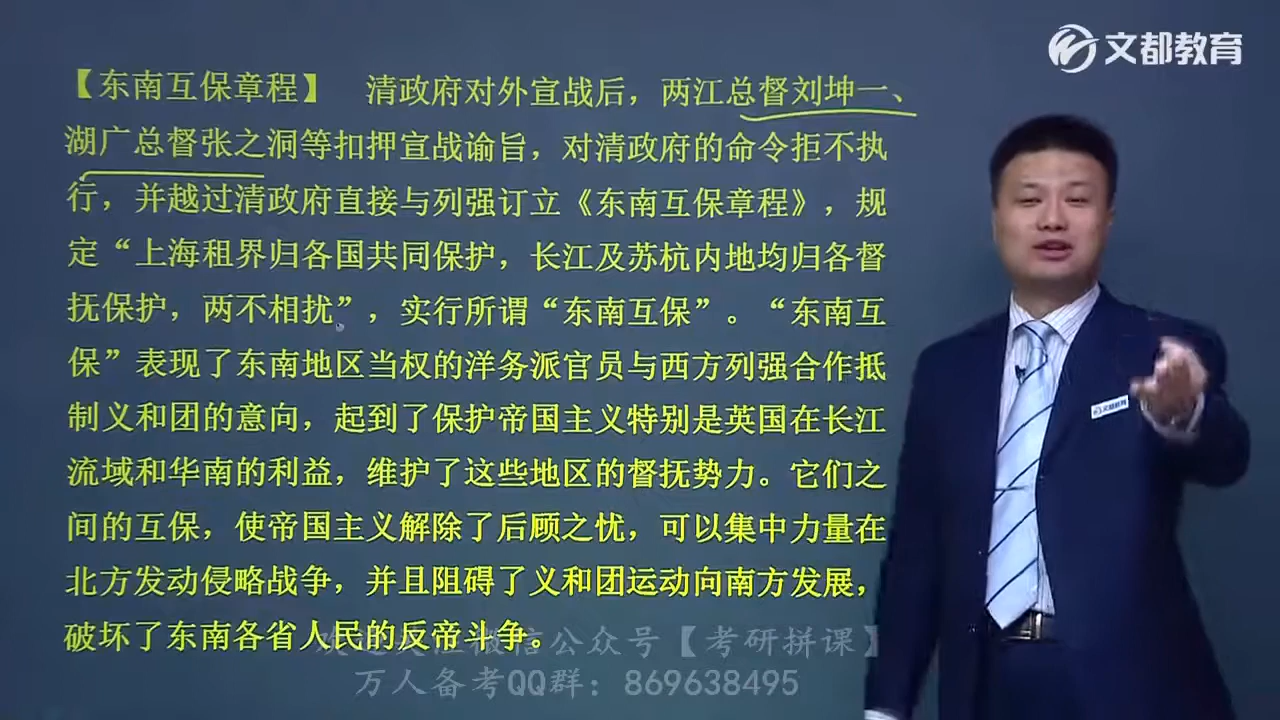 文都教育
【东南互保章程】 清政府对外宣战后，两江总督刘坤一、
湖广总督张之洞等扣押宣战谕旨，对清政府的命令拒不执
行，并越过清政府直接与列强订立《东南互保章程》，规
定“上海租界归各国共同保护，长江及苏杭内地均归各督
抚保护，两不相扰”，实行所谓“东南互保”。“东南互
保”表现了东南地区当权的洋务派官员与西方列强合作抵
制义和团的意向，起到了保护帝国主义特别是英国在长江
流域和华南的利益，维护了这些地区的督抚势力。它们之
间的互保，使帝国主义解除了后顾之忧，可以集中力量在
北方发动侵略战争，并且阻碍了义和团运动向南方发展，
破坏了东南各省人民的反帝斗争。
微信公众号【考研拼课】
万人备考QQ群：869638495
文都教育